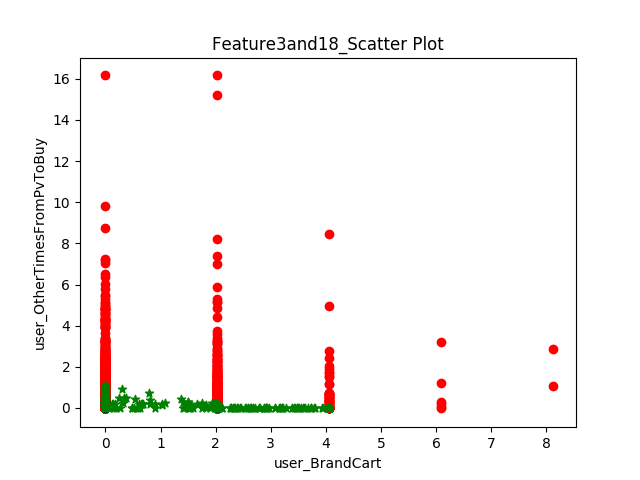 Feature3and18_Scatter Plot
user_OtherTimesFromPvToBuy
16
14
12
10
8
6
4
2
0
0 1 2 3 4 5 6 7 8
user_BrandCart